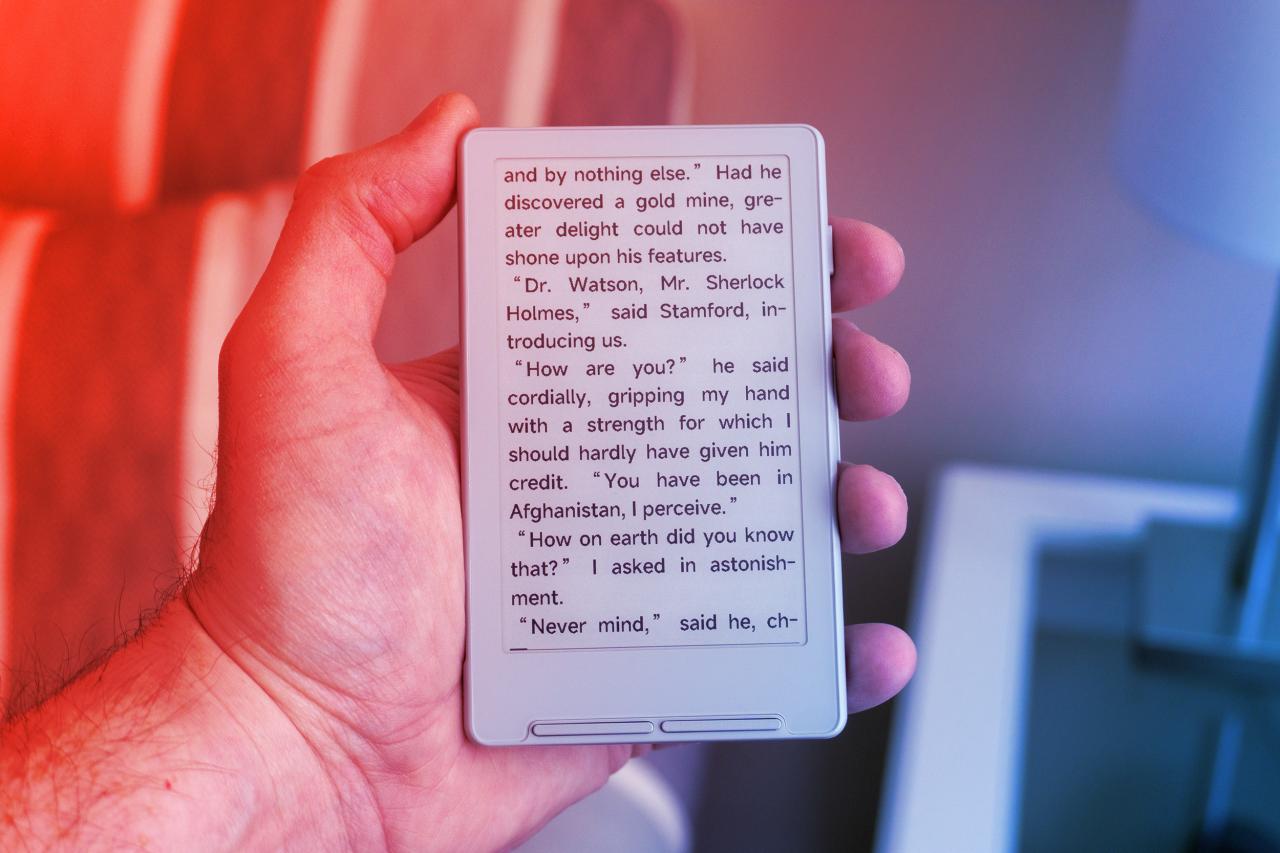 and by nothing else.” Had he
discovered a gold mine, gre-
ater delight could not have
shone upon his features.
“Dr. Watson, Mr. Sherlock
Holmes,” said Stamford, in-
troducing us.
“How are you?” he said
cordially, gripping my hand
with a strength for which I
should hardly have given him
credit. “You have been in
Afghanistan, I perceive.”
“How on earth did you know
that?” I asked in astonish-
ment.
“Never mind,” said he, ch-